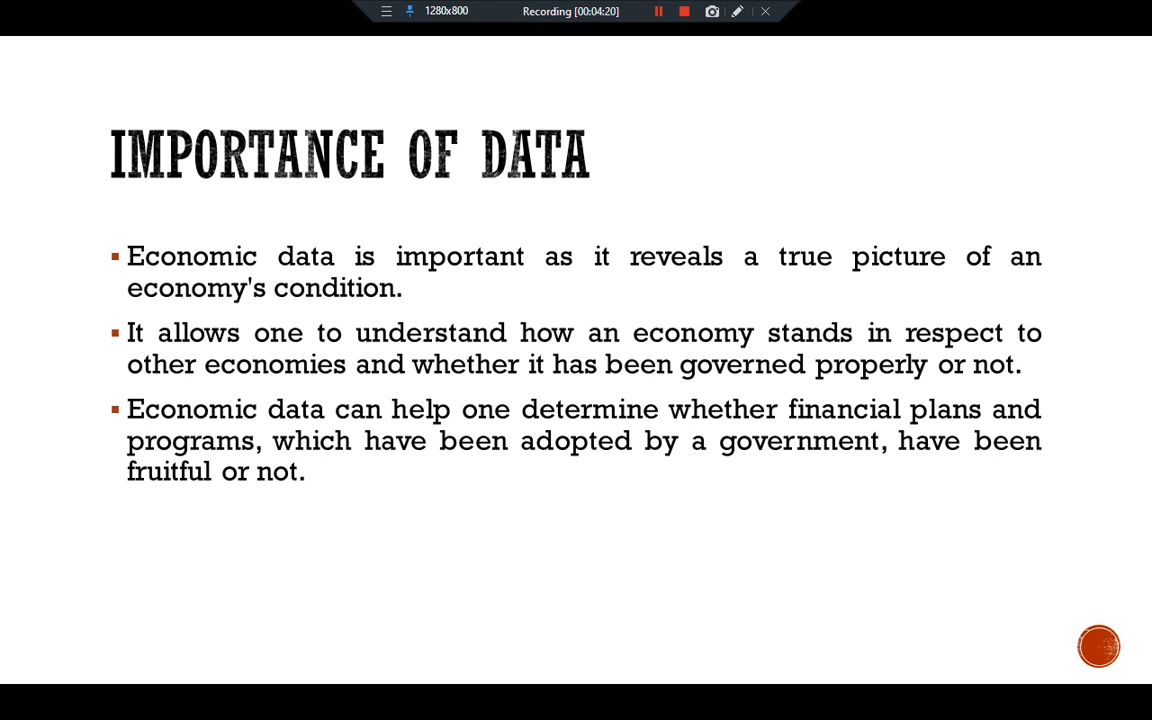 1280x800 Recording [00:04:20]
IMPORTANCE OF DATA
Economic data is important as it reveals a true picture of an
economy's condition.
It allows one to understand how an economy stands in respect to
other economies and whether it has been governed properly or not.
Economic data can help one determine whether financial plans and
programs, which have been adopted by a government, have been
fruitful or not.